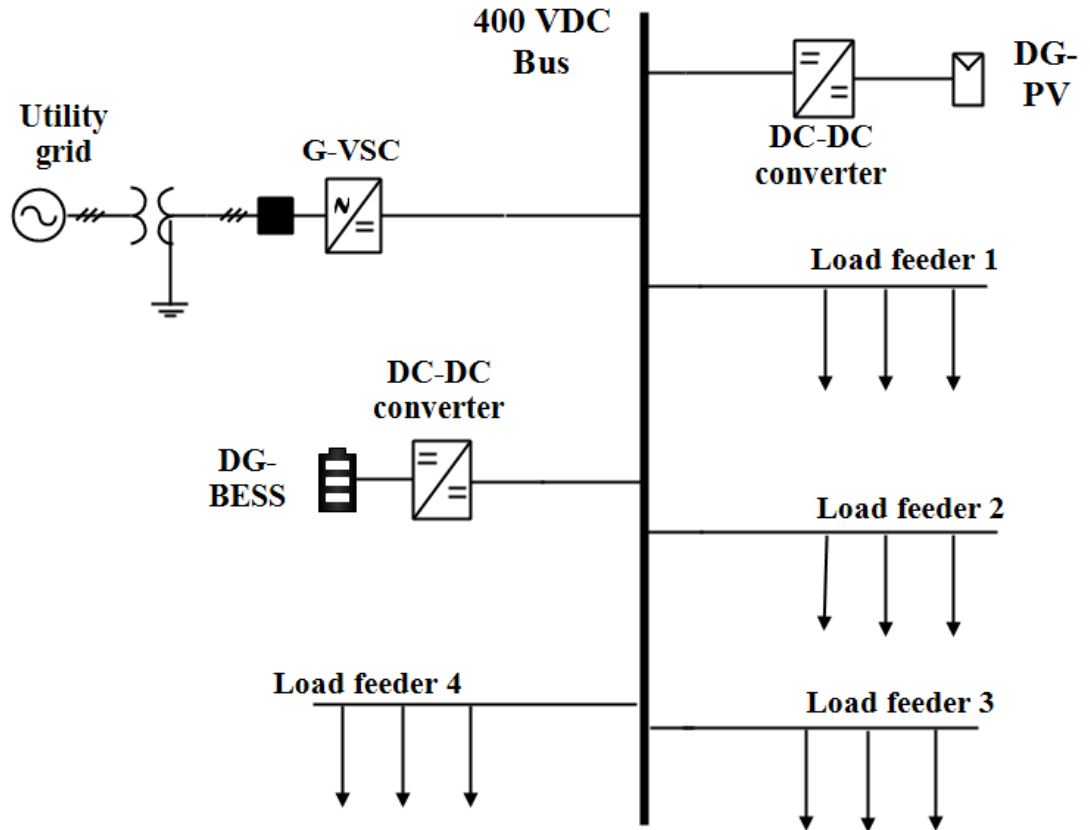 400 VDC
Bus
DG-
PV
DC-DC
converter
Utility
grid
G-VSC
Load feeder 1
DC-DC
converter
DG-
BESS
Load feeder 2
Load feeder 4
Load feeder 3